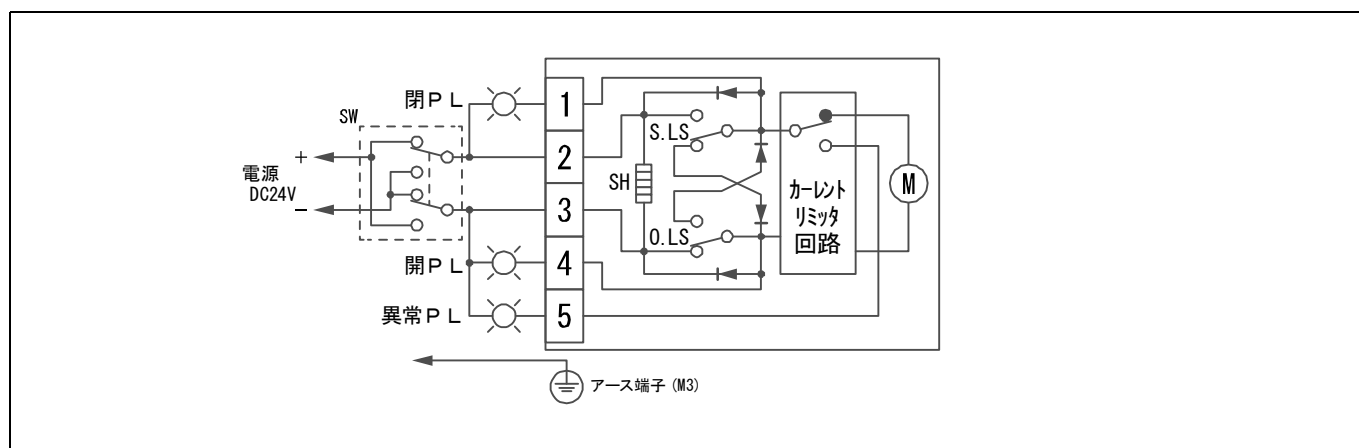 閉ＰＬ
SW
+
電源
DC24V
−
開ＰＬ
異常ＰＬ
1
2
3
4
5
S.LS
SH
O.LS
カーレント
リミッタ
回路
M
アース端子 (M3)